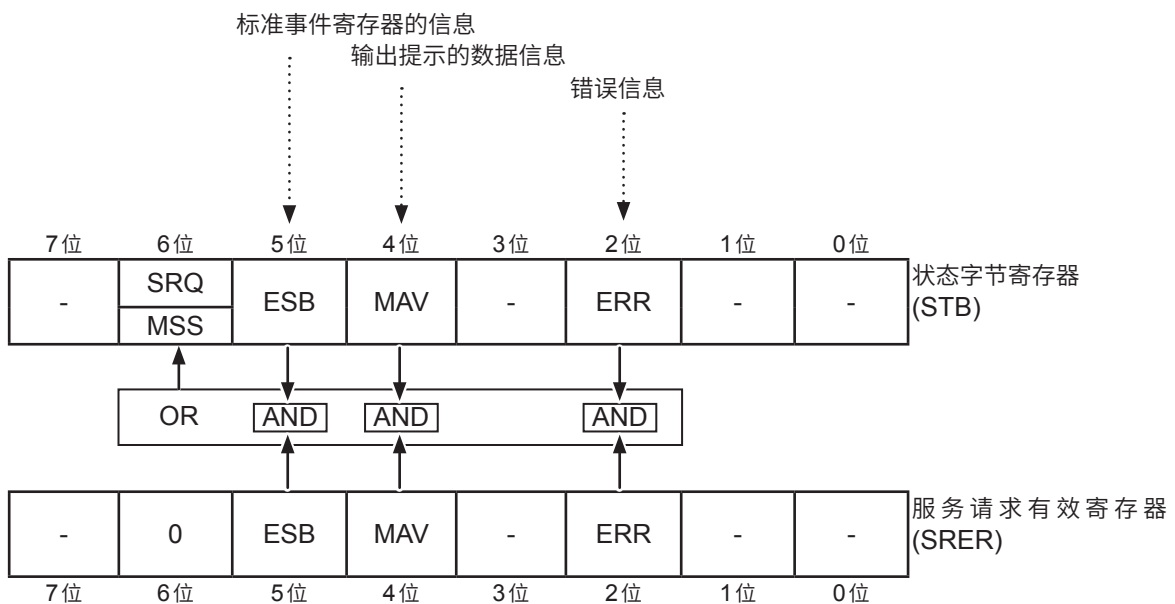 标准事件寄存器的信息
输出提示的数据信息
错误信息
7位 6位 5位 4位 3位 2位 1位 0位
- SRQ MSS ESB MAV - ERR - -
状态字节寄存器
(STB)
OR AND AND AND
- 0 ESB MAV - ERR - -
服务请求有效寄存器
(SRER)
7位 6位 5位 4位 3位 2位 1位 0位